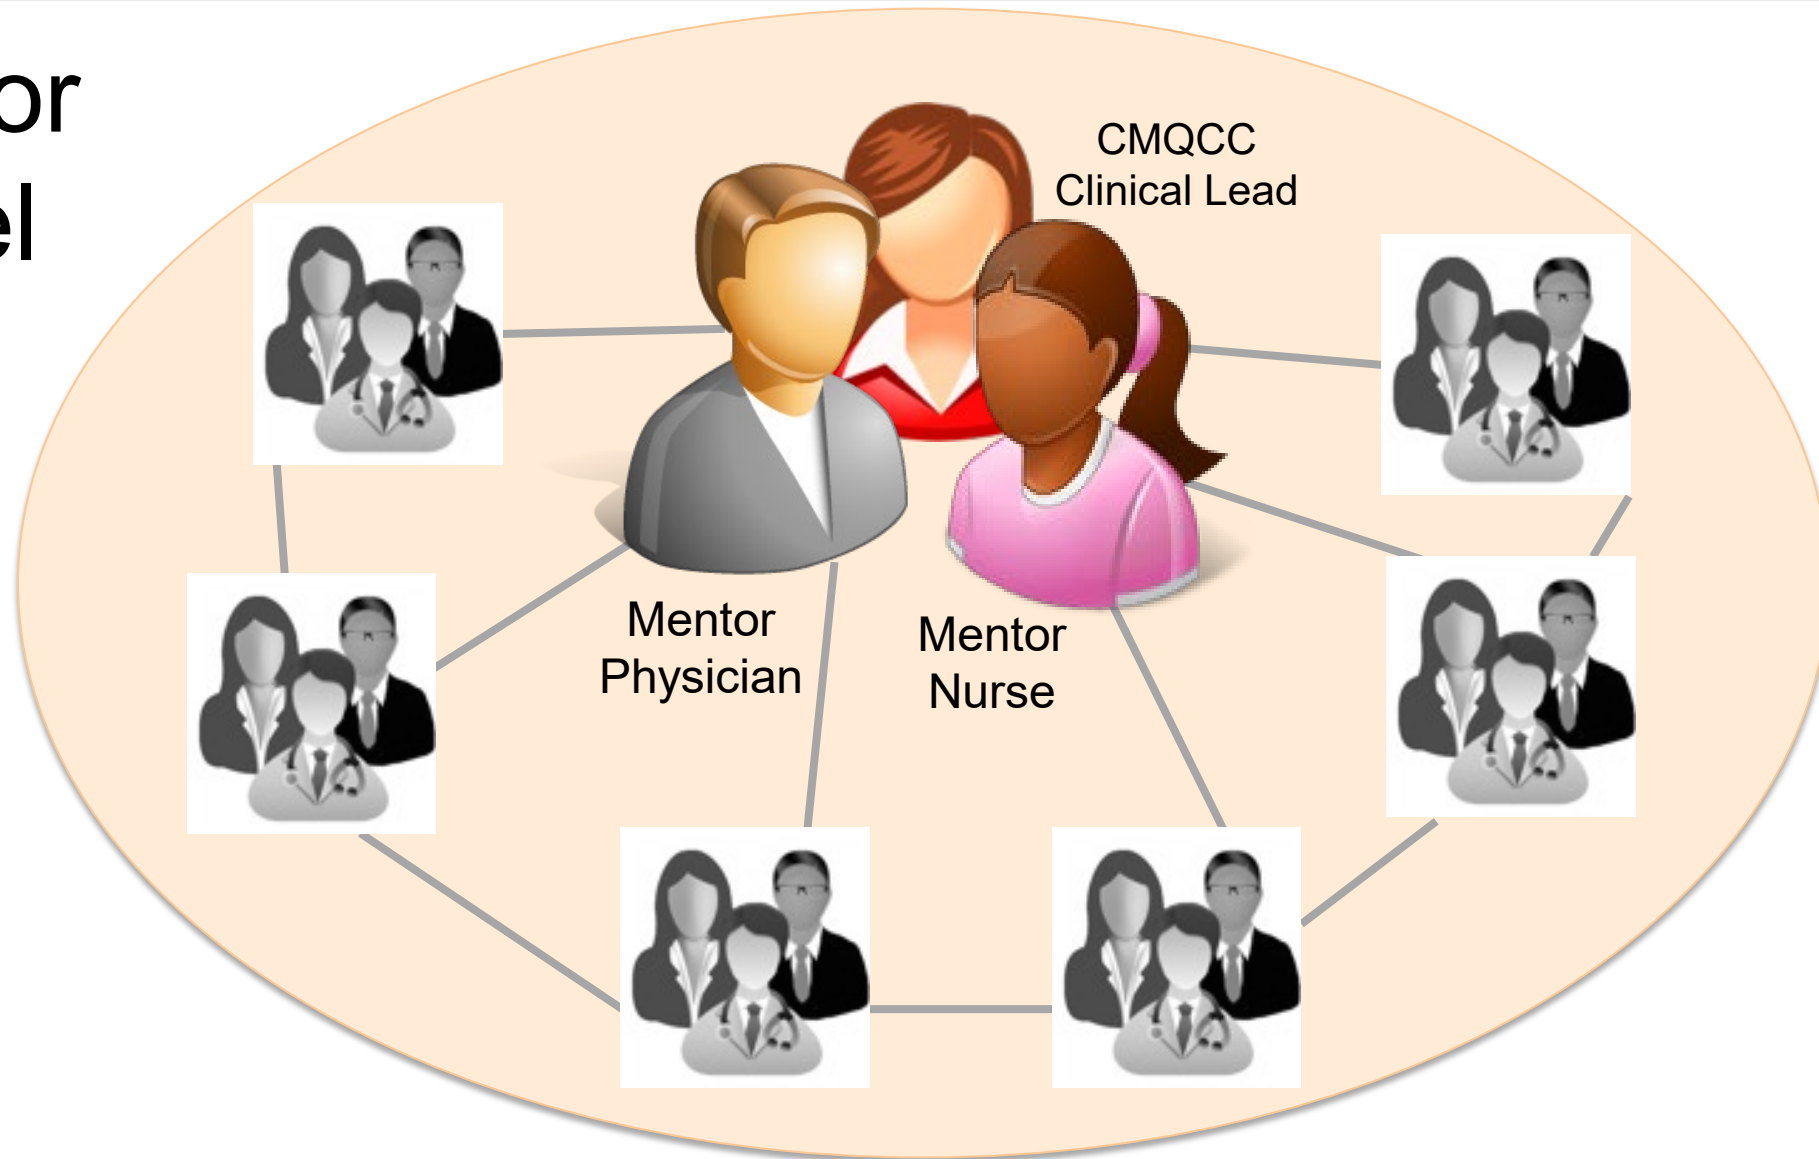 or
el
CMQCC
Clinical Lead
Mentor
Physician
Mentor
Nurse